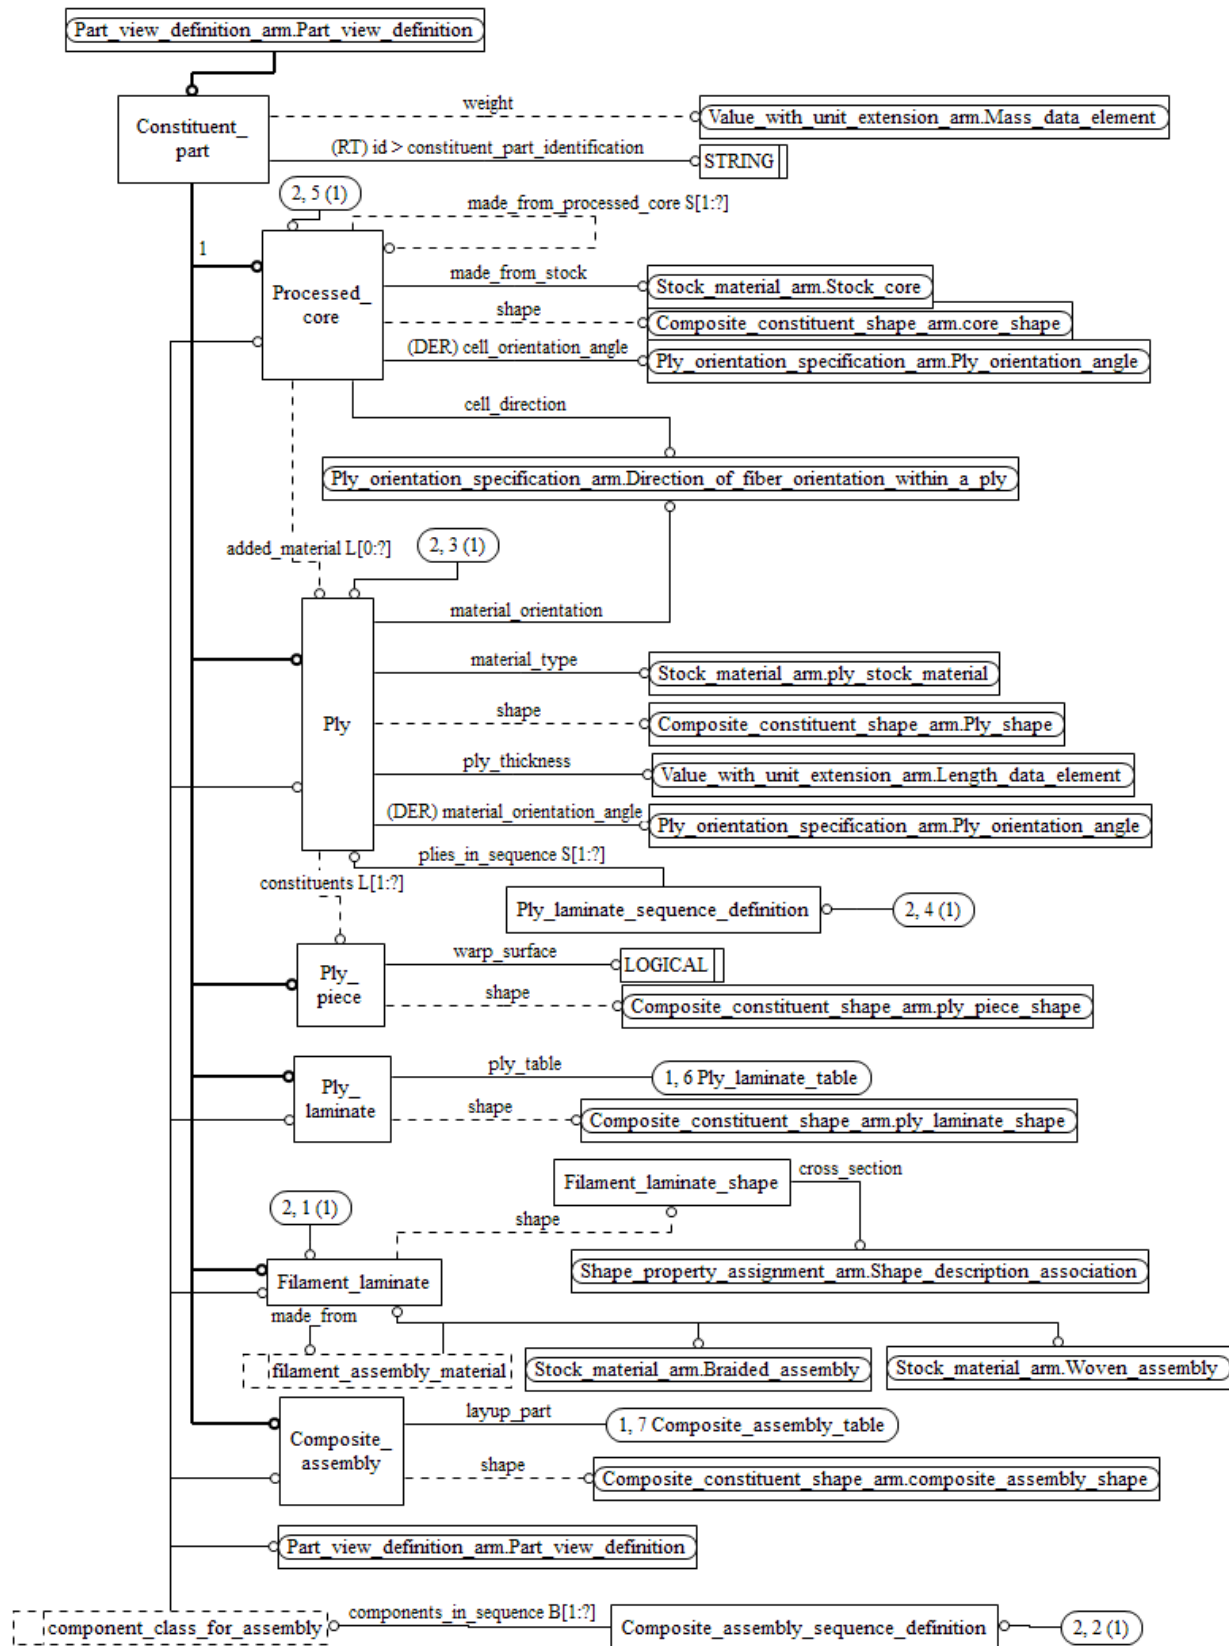 Part_view_definition_arm.Part_view_definition
Constituent_
part
weight
Value_with_unit_extension_arm.Mass_data_element
(RT) id > constituent_part_identification
STRING
2, 5 (1)
made_from_processed_core S[1:?]
1
Processed_
core
made_from_stock
Stock_material_arm.Stock_core
shape
Composite_constituent_shape_arm.core_shape
(DER) cell_orientation_angle
Ply_orientation_specification_arm.Ply_orientation_angle
cell_direction
Ply_orientation_specification_arm.Direction_of_fiber_orientation_within_a_ply
added_material L[0:?]
2, 3 (1)
material_orientation
Ply
material_type
Stock_material_arm.ply_stock_material
shape
Composite_constituent_shape_arm.Ply_shape
ply_thickness
Value_with_unit_extension_arm.Length_data_element
(DER) material_orientation_angle
Ply_orientation_specification_arm.Ply_orientation_angle
plies_in_sequence S[1:?]
constituents L[1:?]
Ply_laminate_sequence_definition
2, 4 (1)
Ply_
piece
warp_surface
LOGICAL
shape
Composite_constituent_shape_arm.ply_piece_shape
Ply_
laminate
ply_table
1, 6 Ply_laminate_table
shape
Composite_constituent_shape_arm.ply_laminate_shape
Filament_laminate_shape
cross_section
2, 1 (1)
shape
Filament_laminate
Shape_property_assignment_arm.Shape_description_association
made_from
filament_assembly_material
Stock_material_arm.Braided_assembly
Stock_material_arm.Woven_assembly
Composite_
assembly
layup_part
1, 7 Composite_assembly_table
shape
Composite_constituent_shape_arm.composite_assembly_shape
Part_view_definition_arm.Part_view_definition
component_class_for_assembly
components_in_sequence B[1:?]
Composite_assembly_sequence_definition
2, 2 (1)